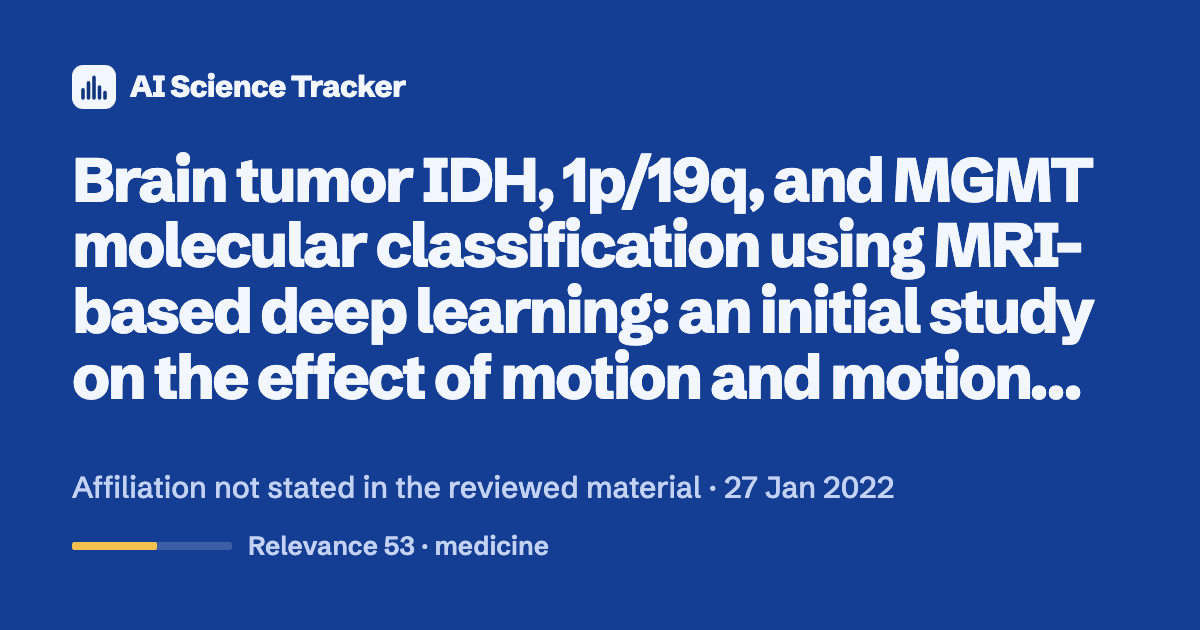 AI Science Tracker
Brain tumor IDH, 1p/19q, and MGMT
molecular classification using MRI-
based deep learning: an initial study
on the effect of motion and motion...
Affiliation not stated in the reviewed material · 27 Jan 2022
Relevance 53 · medicine